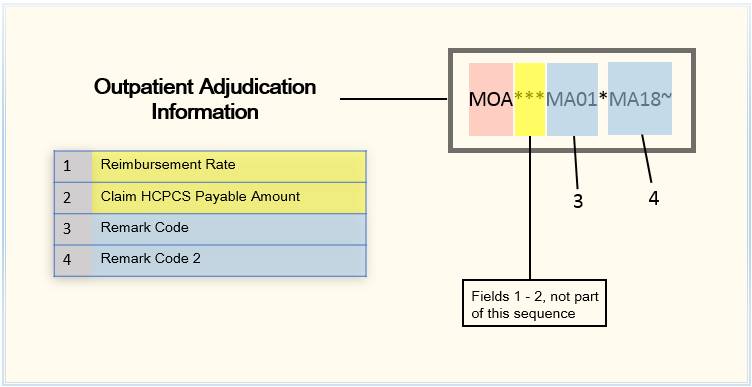 Outpatient Adjudication
Information
MOA***MA01*MA18~
3
4
1 Reimbursement Rate
2 Claim HCPCS Payable Amount
3 Remark Code
4 Remark Code 2
Fields 1 - 2, not part
of this sequence